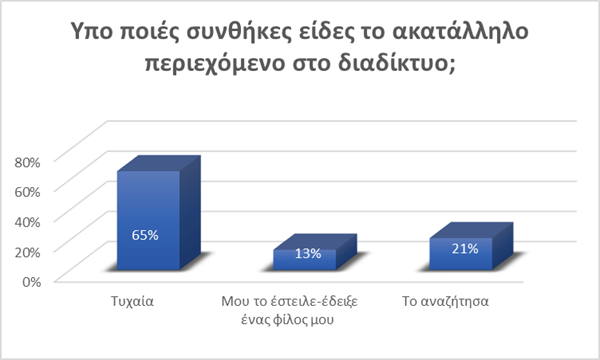 Υπο ποιές συνθήκες είδες το ακατάλληλο
περιεχόμενο στο διαδίκτυο;
80%
60%
40%
20%
0%
65%
13%
21%
Τυχαία
Μου το έστειλε-έδειξε
ένας φίλος μου
Το αναζήτησα